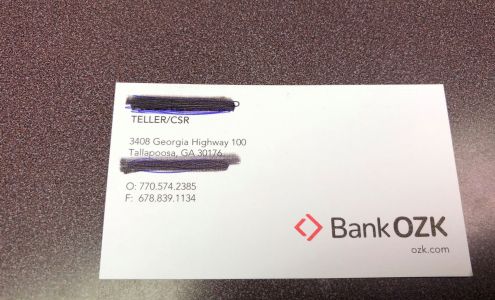 TELLER/CSR
3408 Georgia Highway 100
Tallapoosa, GA 30176
O: 770.574.2385
F: 678.839.1134
Bank OZK
ozk.com